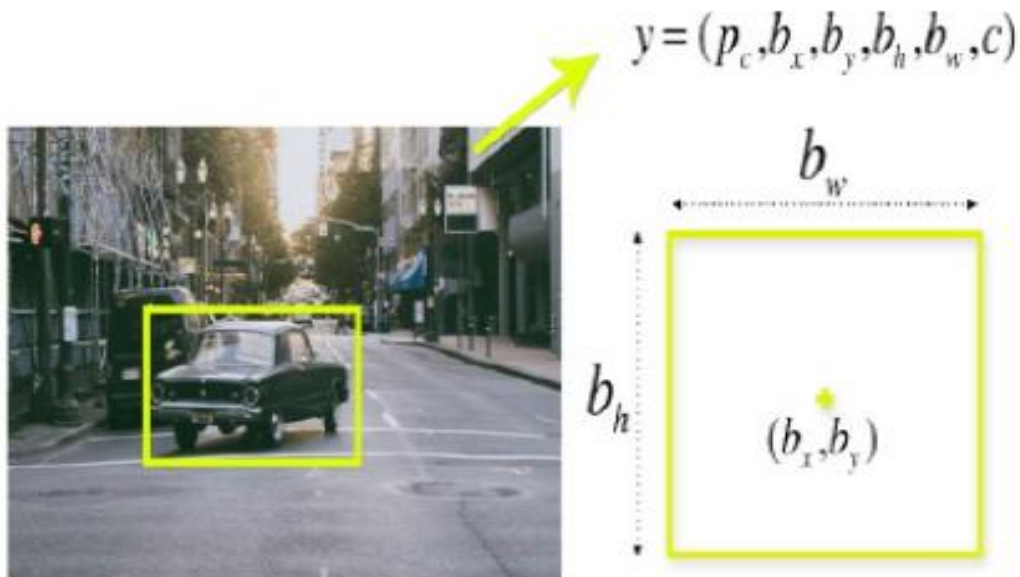 y = (p_c, b_x, b_y, b_h, b_w, c)
b_w
b_h
(b_x, b_y)